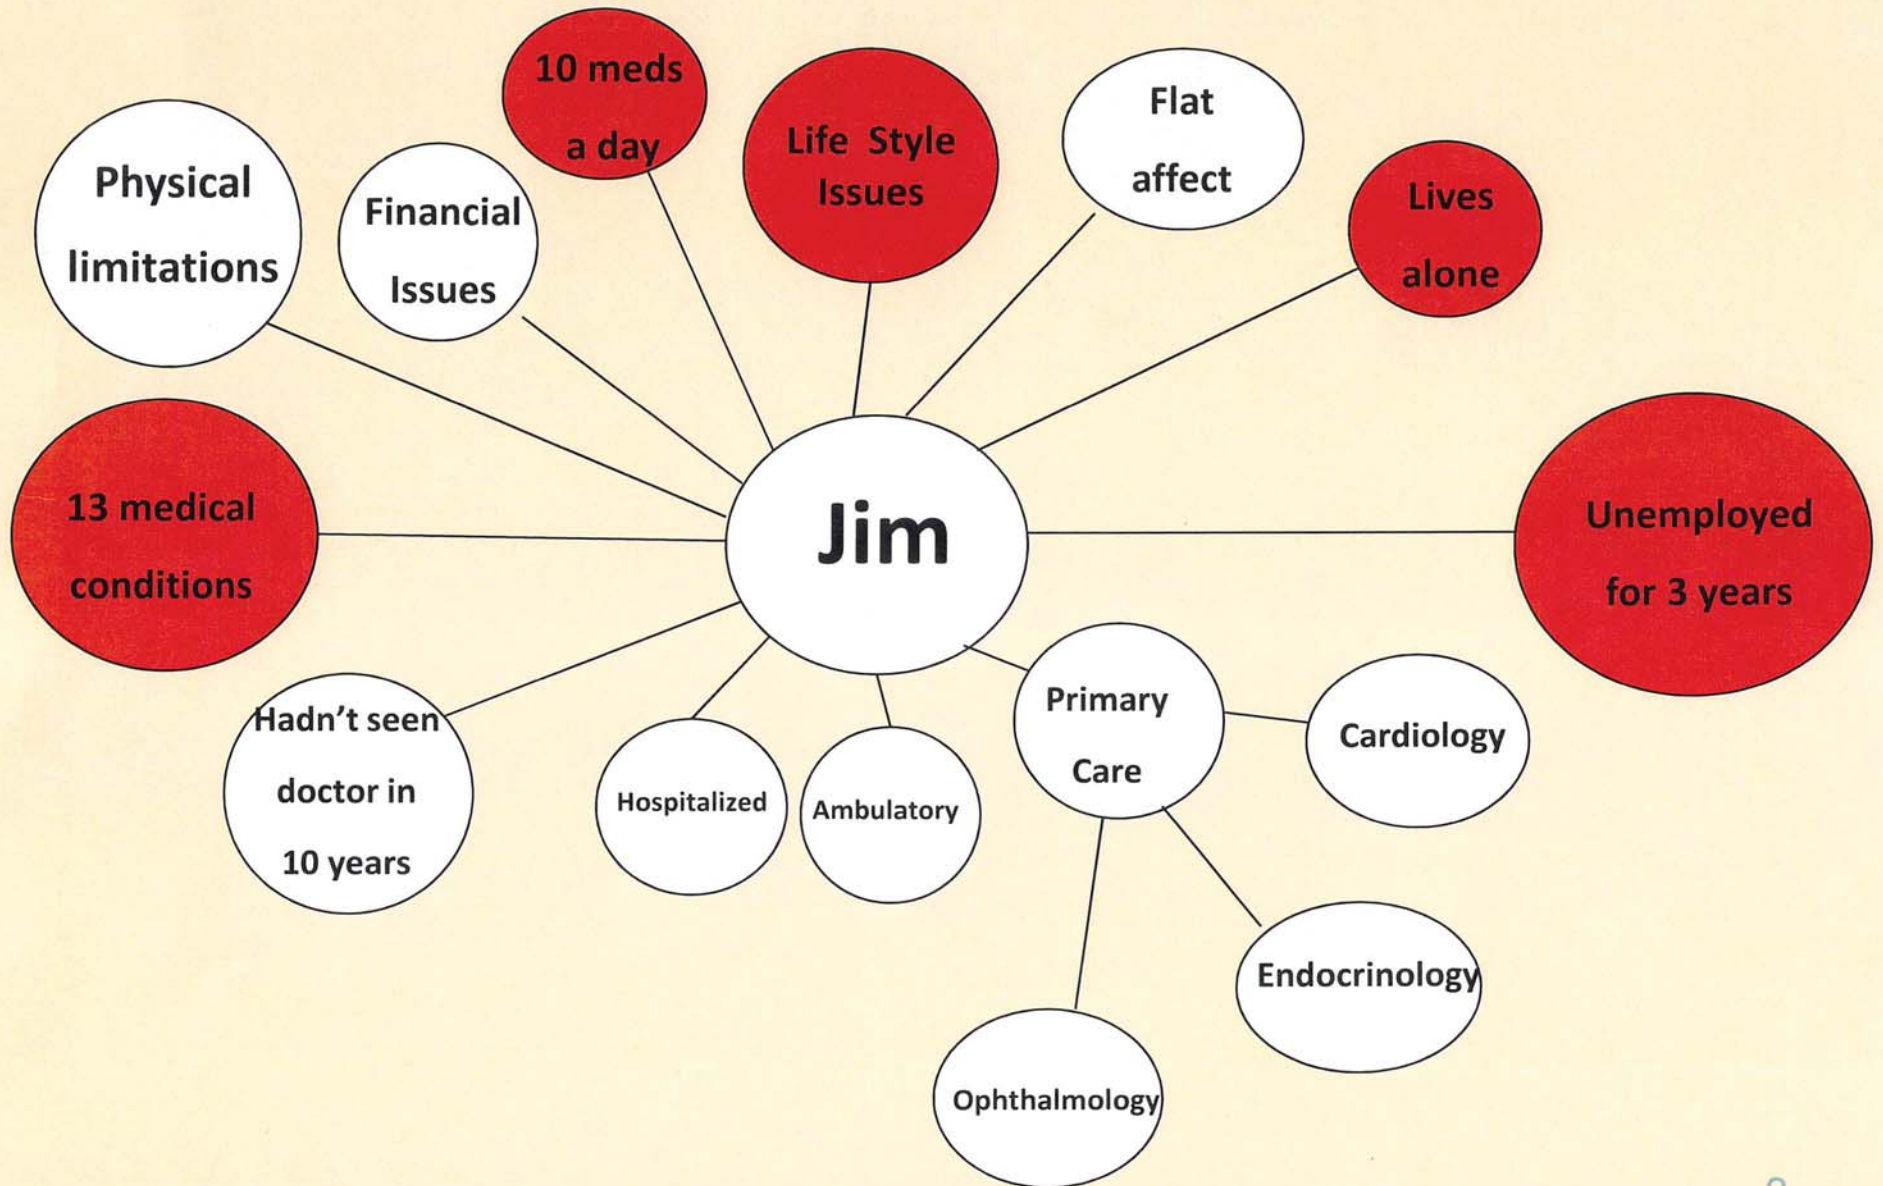 10 meds
a day
Life Style
Issues
Flat
affect
Physical
limitations
Financial
Issues
Lives
alone
13 medical
conditions
Jim
Unemployed
for 3 years
Hadn't seen
doctor in
10 years
Hospitalized
Ambulatory
Primary
Care
Cardiology
Endocrinology
Ophthalmology